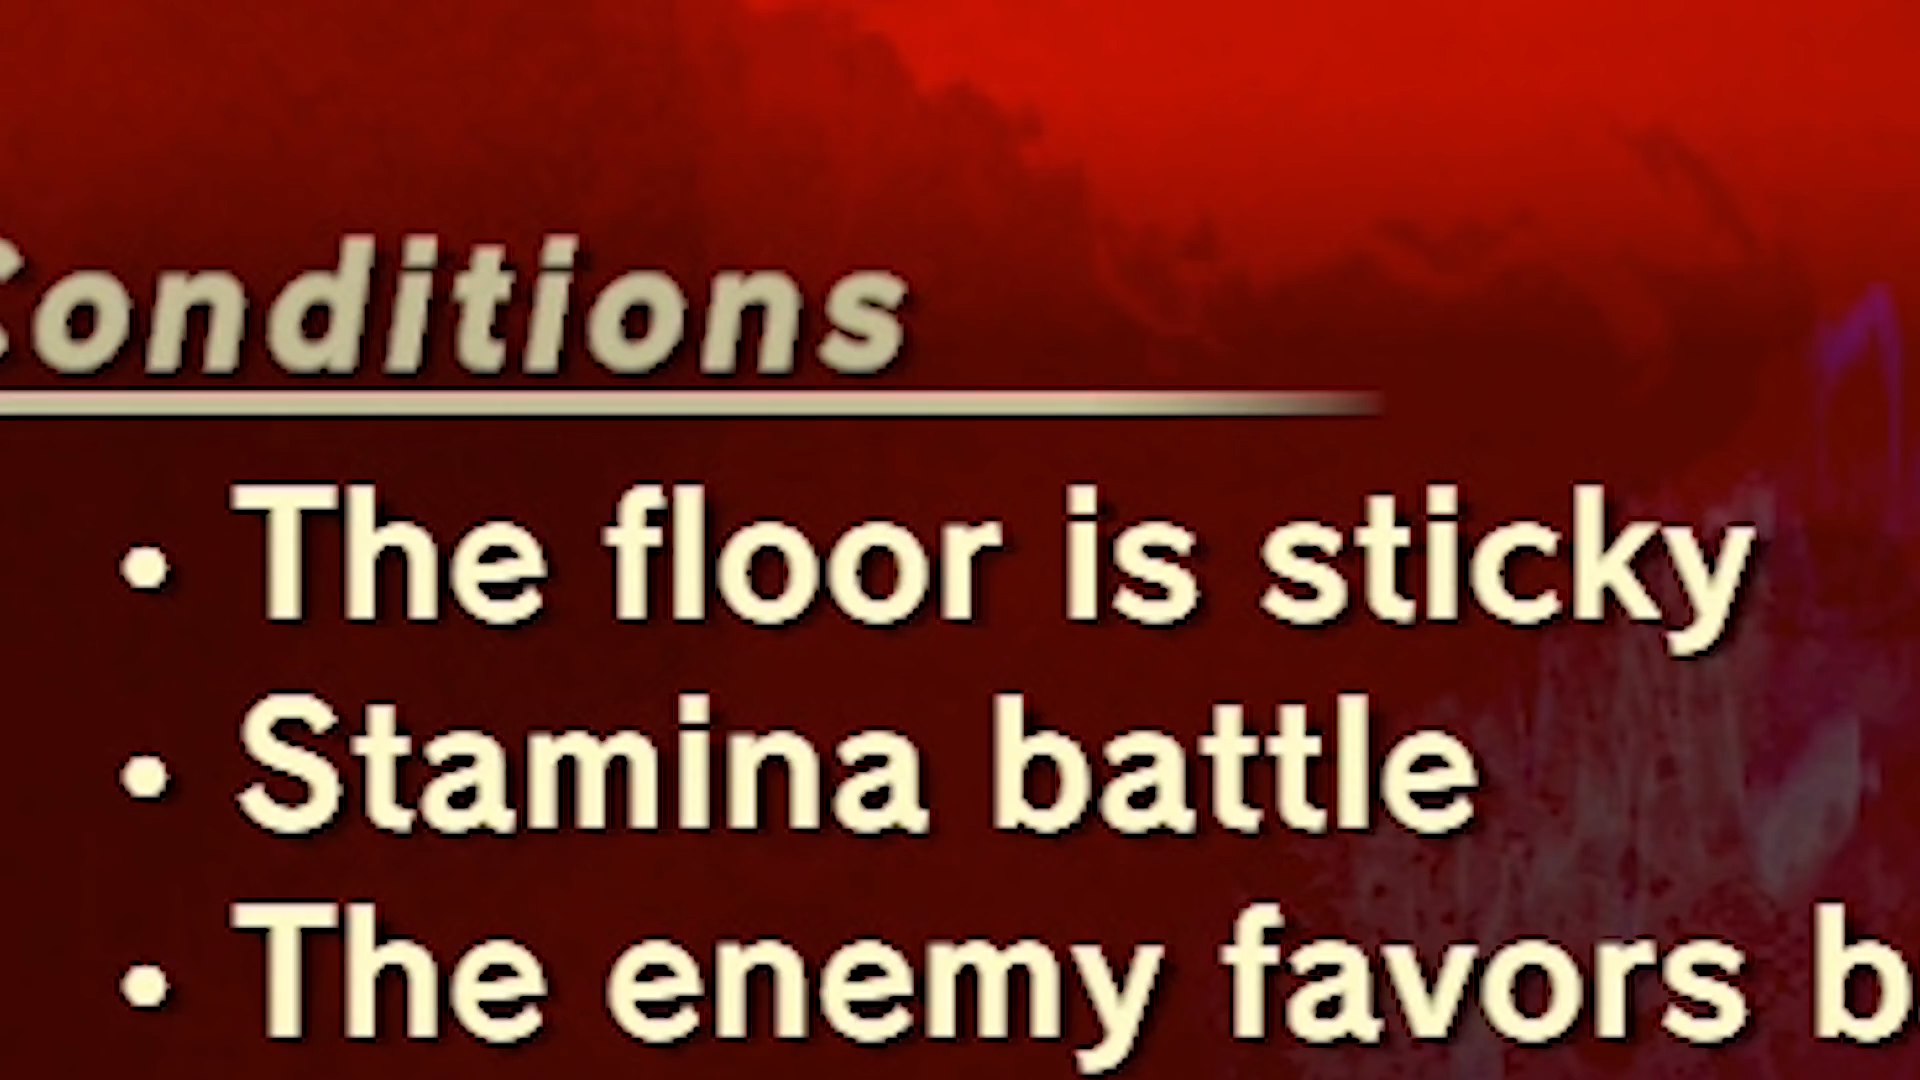 Conditions
• The floor is sticky
• Stamina battle
• The enemy favors